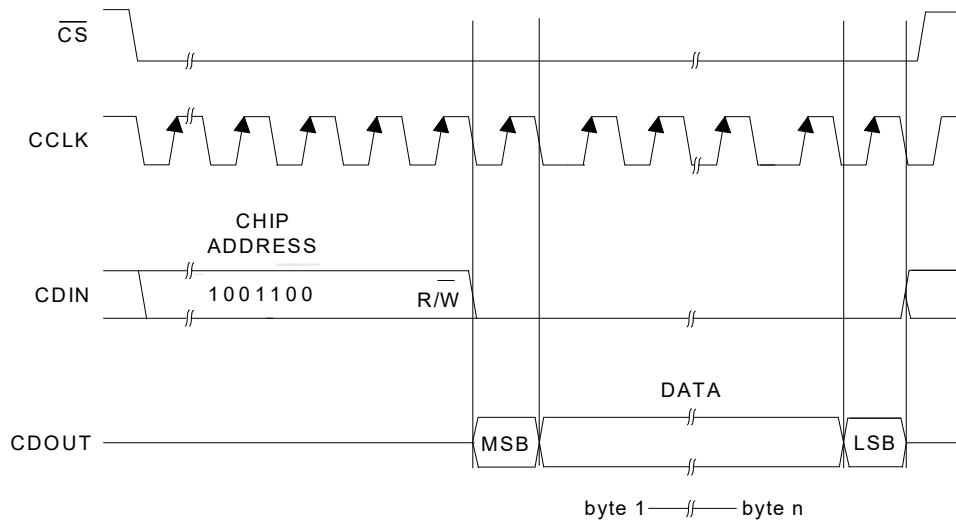 CS
CCLK
CHIP
ADDRESS
CDIN
1001100
R/W
DATA
CDOUT
MSB
LSB
byte 1
byte n